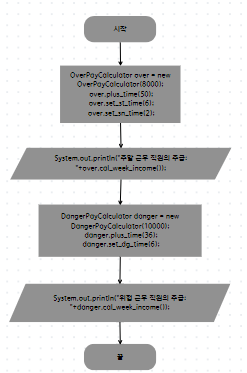 시작
OverPayCalculator over = new
OverPayCalculator(8000);
over.plus_time(50);
over.set_st_time(6);
over.set_sn_time(2);
System.out.println("주말 근무 직원의 주급:
"+over.cal_week_income());
DangerPayCalculator danger = new
DangerPayCalculator(10000);
danger.plus_time(36);
danger.set_dg_time(6);
System.out.println("위험 근무 직원의 주급:
"+danger.cal_week_income());
끝